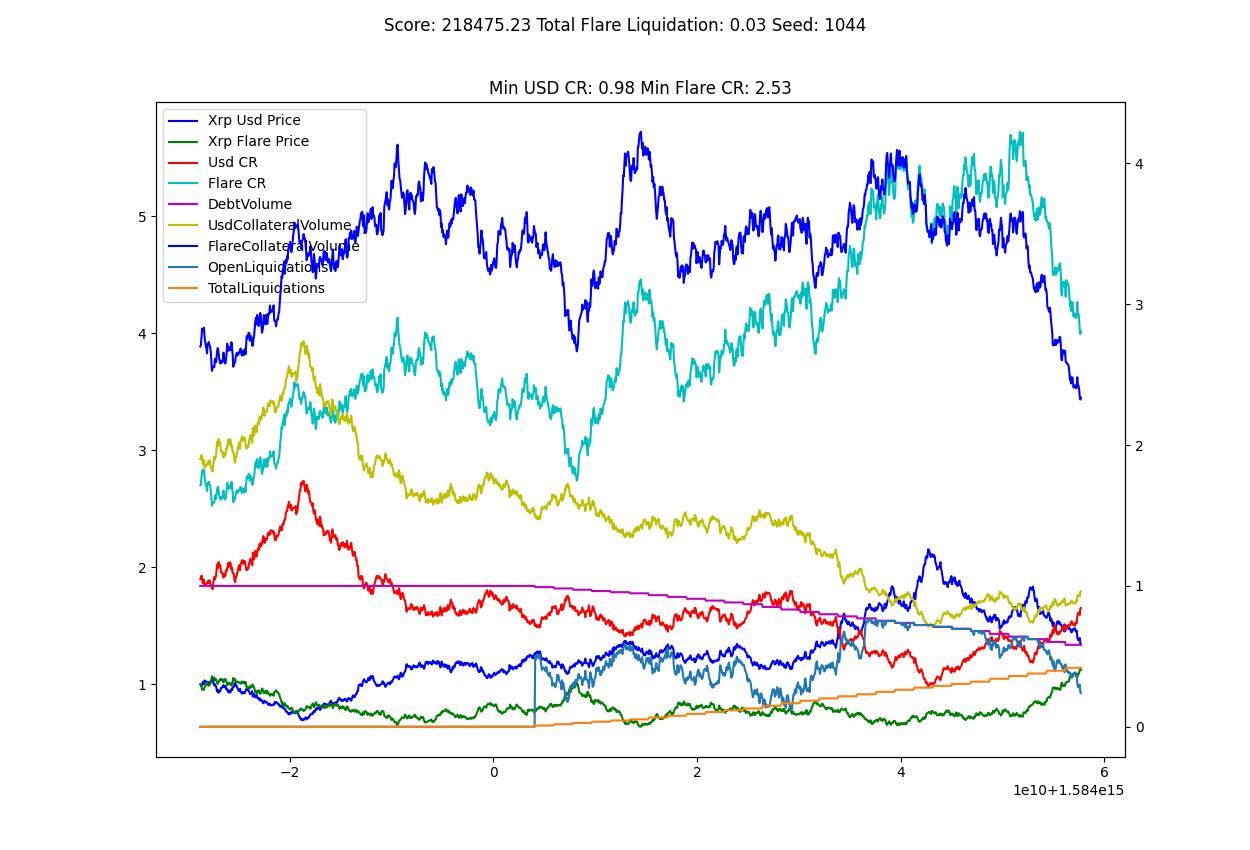 Score: 218475.23 Total Flare Liquidation: 0.03 Seed: 1044
Min USD CR: 0.98 Min Flare CR: 2.53
Xrp Usd Price
Xrp Flare Price
Usd CR
Flare CR
DebtVolume
UsdCollateralVolume
FlareCollateralVolume
OpenLiquidations
TotalLiquidations
5
4
3
2
1
4
3
2
1
0
−2
0
2
4
6
1e10+1.584e15